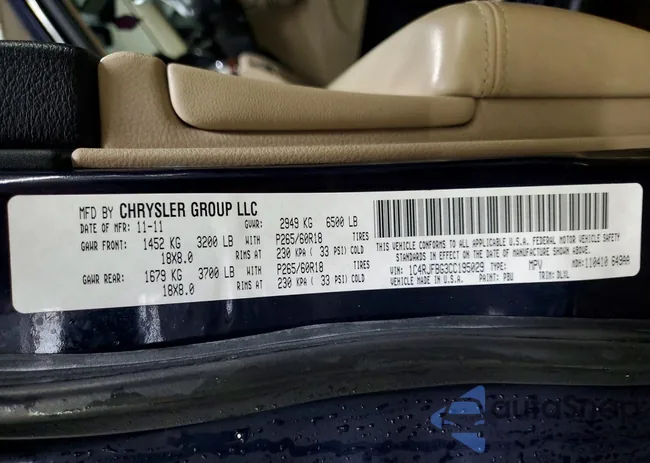 MFD BY CHRYSLER GROUP LLC
DATE OF MFR: 11-11 GVWR: 2949 KG 6500 LB
GAWR FRONT: 1452 KG 3200 LB WITH P265/60R18 TIRES
18X8.0 RIMS AT 230 KPA ( 33 PSI) COLD
GAWR REAR: 1679 KG 3700 LB WITH P265/60R18 TIRES
18X8.0 RIMS AT 230 KPA ( 33 PSI) COLD
THIS VEHICLE CONFORMS TO ALL APPLICABLE U.S.A. FEDERAL MOTOR VEHICLE SAFETY
STANDARDS IN EFFECT ON THE DATE OF MANUFACTURE SHOWN ABOVE.
VIN: 1C4RJFBG3CC195029 TYPE: MPV MDH: 110410 649AA
VEHICLE MADE IN U.S.A. PAINT: PBU TRIM: DLVL
autoSnap